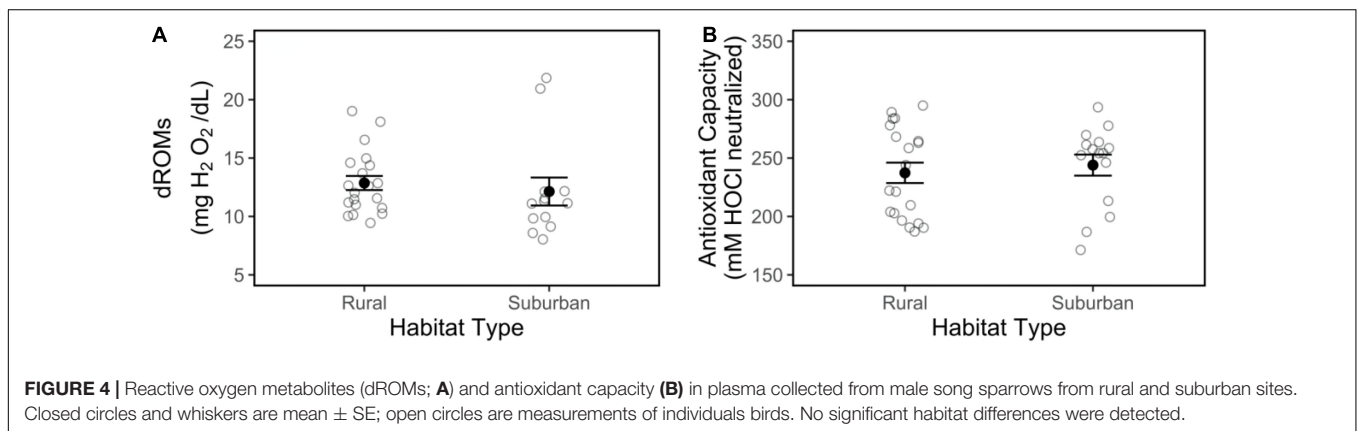 A
25
20
15
10
5
dROMs
(mg H₂ O₂ /dL)
Rural
Suburban
Habitat Type
B
350
300
250
200
150
Antioxidant Capacity
(mM HOCl neutralized)
Rural
Suburban
Habitat Type
FIGURE 4 | Reactive oxygen metabolites (dROMs; A) and antioxidant capacity (B) in plasma collected from male song sparrows from rural and suburban sites.
Closed circles and whiskers are mean ± SE; open circles are measurements of individuals birds. No significant habitat differences were detected.